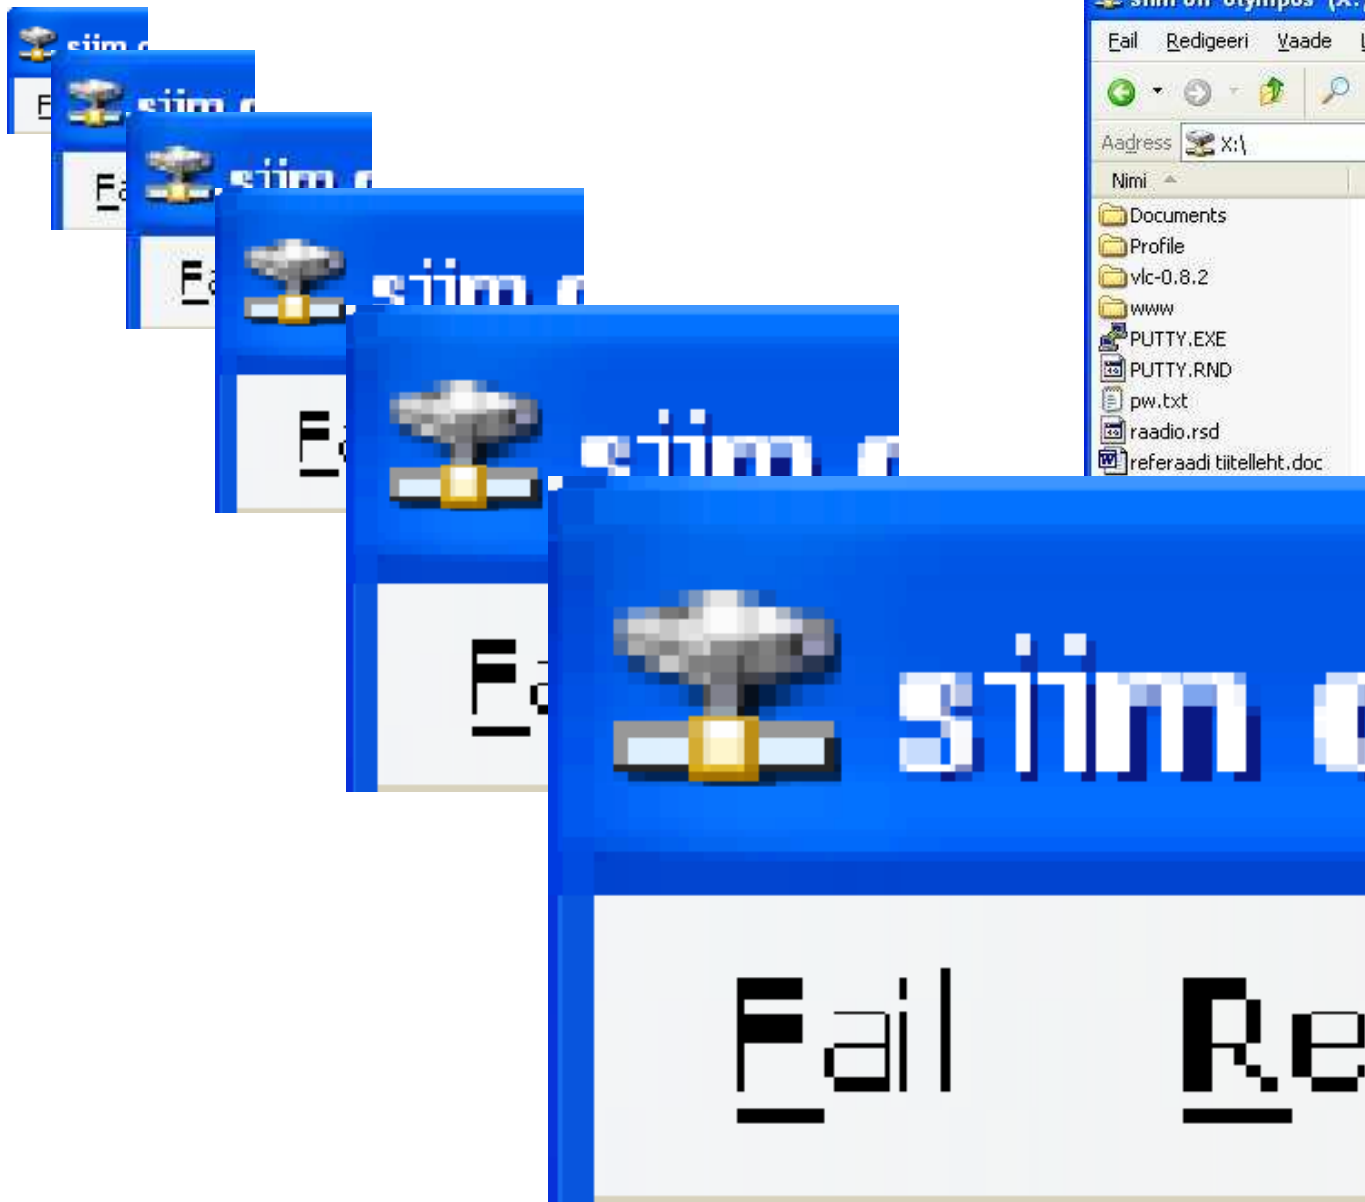 siim on 'olympos' (X:
Fail Redigeeri Vaade
Aadress X:\
Nimi
Documents
Profile
vlc-0.8.2
www
PUTTY.EXE
PUTTY.RND
pw.txt
raadio.rsd
referaadi tiitelleht.doc
siim
F
siim
Fa
siim
Fa
siim
Fa
siim
Fa
siim
Fail Re